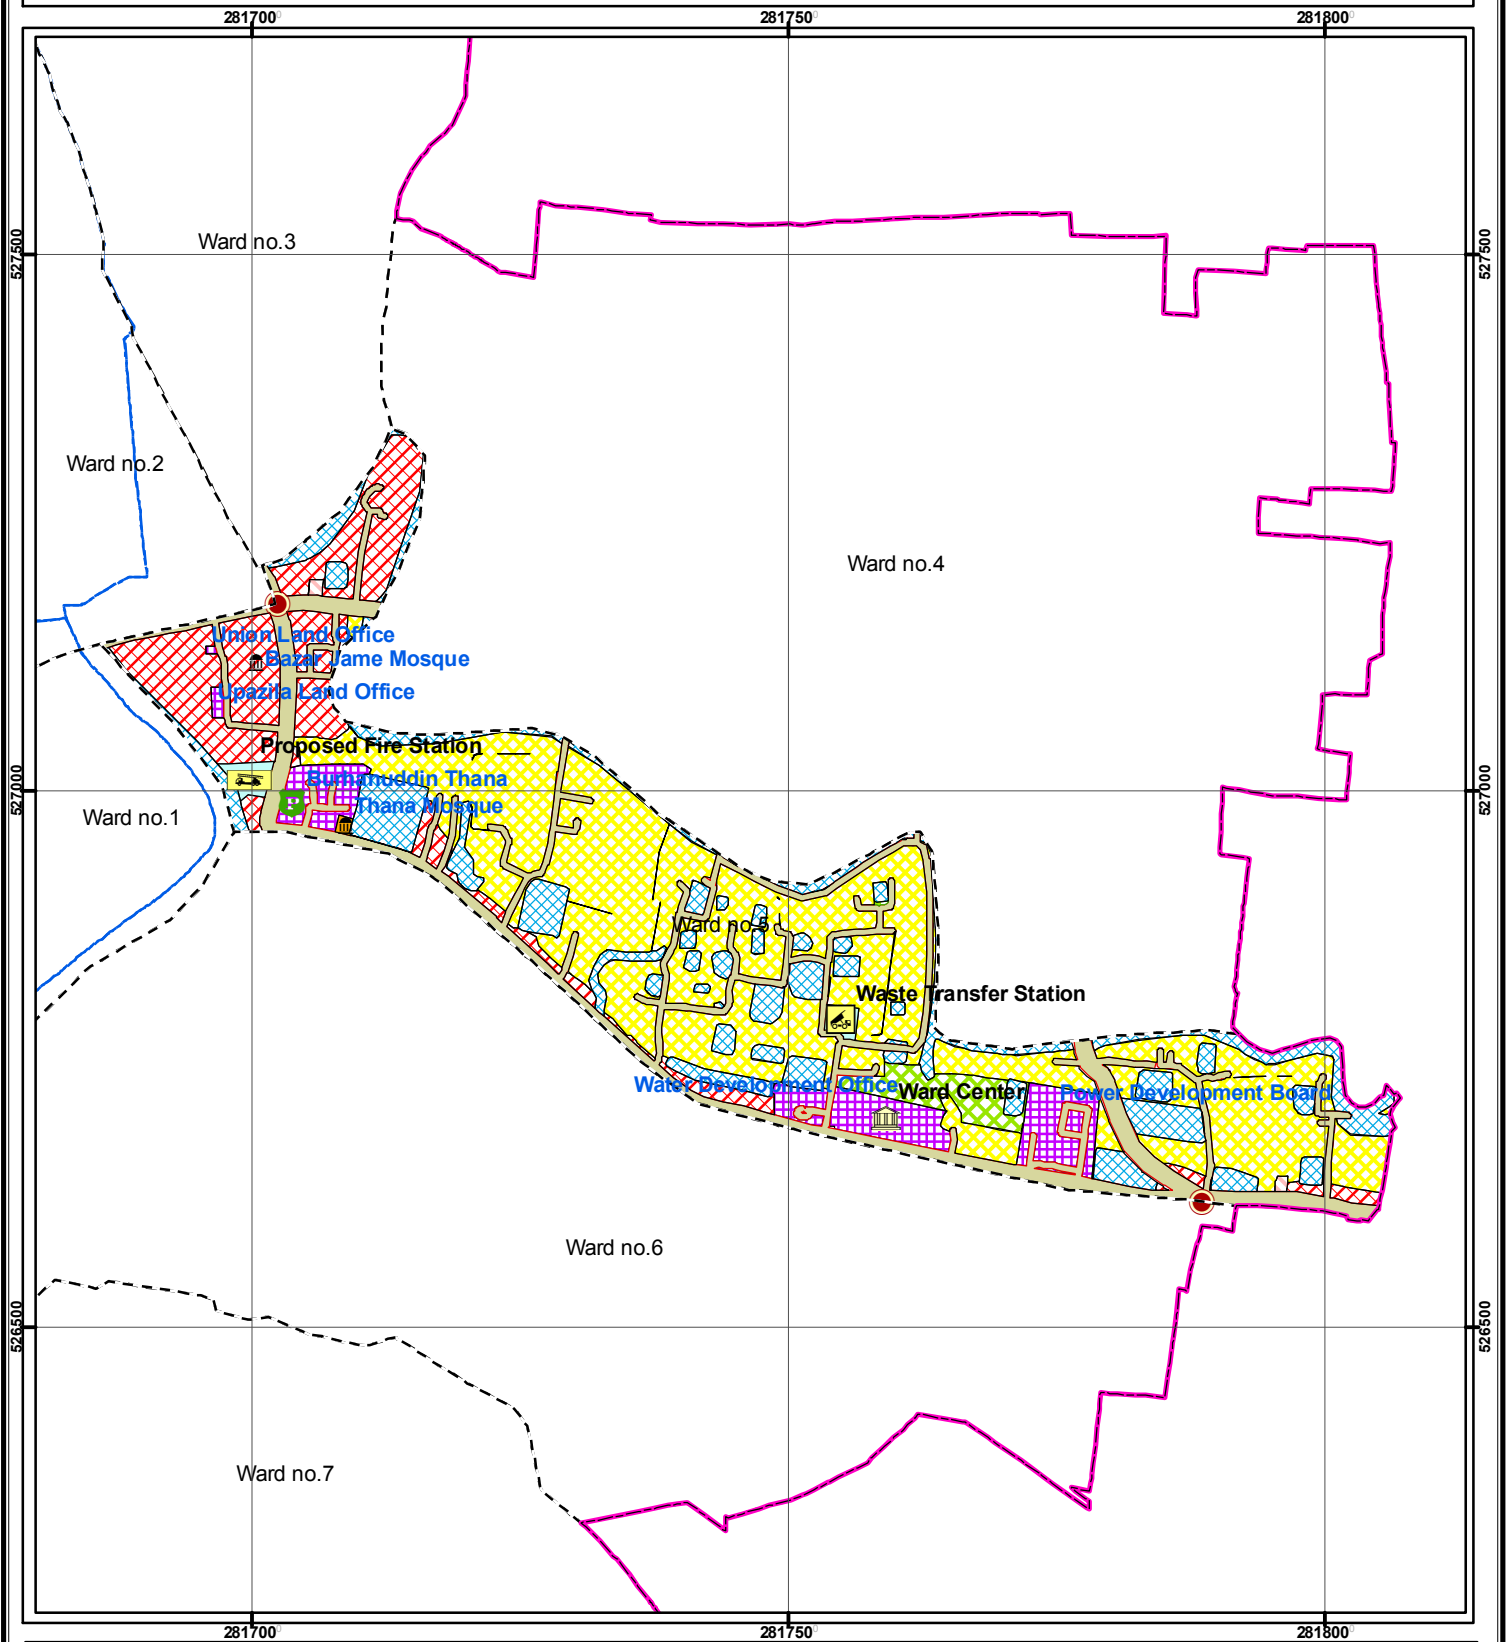 281700 281750 281800
527500 527500
Ward no.3
Ward no.2
Ward no.4
Union Land Office
Bazar Jame Mosque
Upazila Land Office
Proposed Fire Station
Burhanuddin Thana
527000 527000
Thana Mosque
Ward no.1
Ward no.5
Waste Transfer Station
Water Development Office
Ward Center
Power Development Board
Ward no.6
526500 526500
Ward no.7
281700 281750 281800